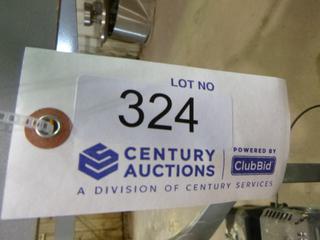 LOT NO
324
CENTURY
AUCTIONS
POWERED BY
ClubBid
A DIVISION OF CENTURY SERVICES